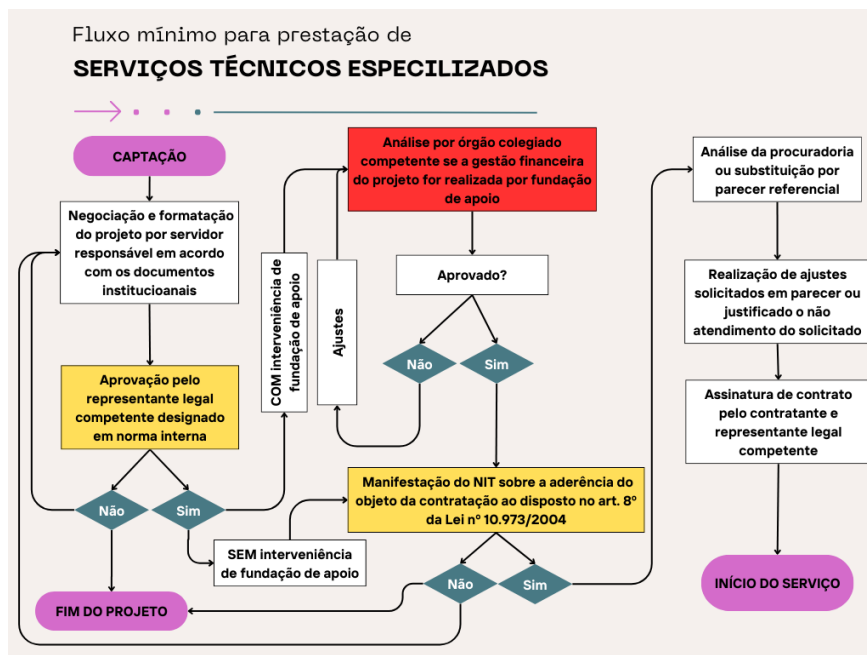 Fluxo mínimo para prestação de
SERVIÇOS TÉCNICOS ESPECILIZADOS
CAPTAÇÃO
Negociação e formatação
do projeto por servidor
responsável em acordo
com os documentos
institucioanais
Aprovação pelo
representante legal
competente designado
em norma interna
Não
Sim
FIM DO PROJETO
SEM interveniência
de fundação de apoio
COM interveniência de
fundação de apoio
Ajustes
Análise por órgão colegiado
competente se a gestão financeira
do projeto for realizada por fundação
de apoio
Aprovado?
Não
Sim
Manifestação do NIT sobre a aderência do
objeto da contratação ao disposto no art. 8º
da Lei nº 10.973/2004
Não
Sim
Análise da procuradoria
ou substituição por
parecer referencial
Realização de ajustes
solicitados em parecer ou
justificado o não
atendimento do solicitado
Assinatura de contrato
pelo contratante e
representante legal
competente
INÍCIO DO SERVIÇO